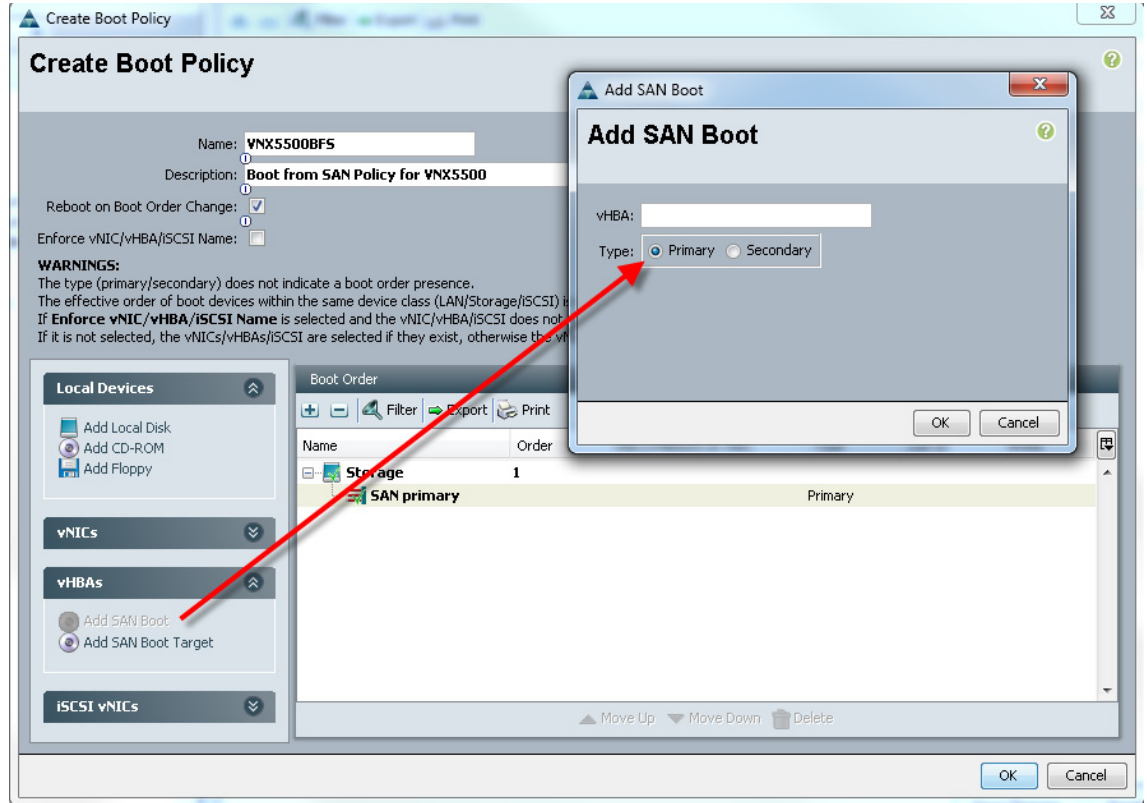 Create Boot Policy
Create Boot Policy
Name: VNX5500BFS
Description: Boot from SAN Policy for VNX5500
Reboot on Boot Order Change:
Enforce vNIC/vHBA/iSCSI Name:
WARNINGS:
The type (primary/secondary) does not indicate a boot order presence.
The effective order of boot devices within the same device class (LAN/Storage/iSCSI)
If Enforce vNIC/vHBA/iSCSI Name is selected and the vNIC/vHBA/iSCSI does not
If it is not selected, the vNICs/vHBAs/iSCSI are selected if they exist, otherwise the
Local Devices
Add Local Disk
Add CD-ROM
Add Floppy
vNICs
vHBAs
Add SAN Boot
Add SAN Boot Target
iSCSI vNICs
Boot Order
Filter Export Print
Name Order
Storage 1
SAN primary Primary
Move Up Move Down Delete
OK Cancel
Add SAN Boot
Add SAN Boot
vHBA:
Type: Primary Secondary
OK Cancel